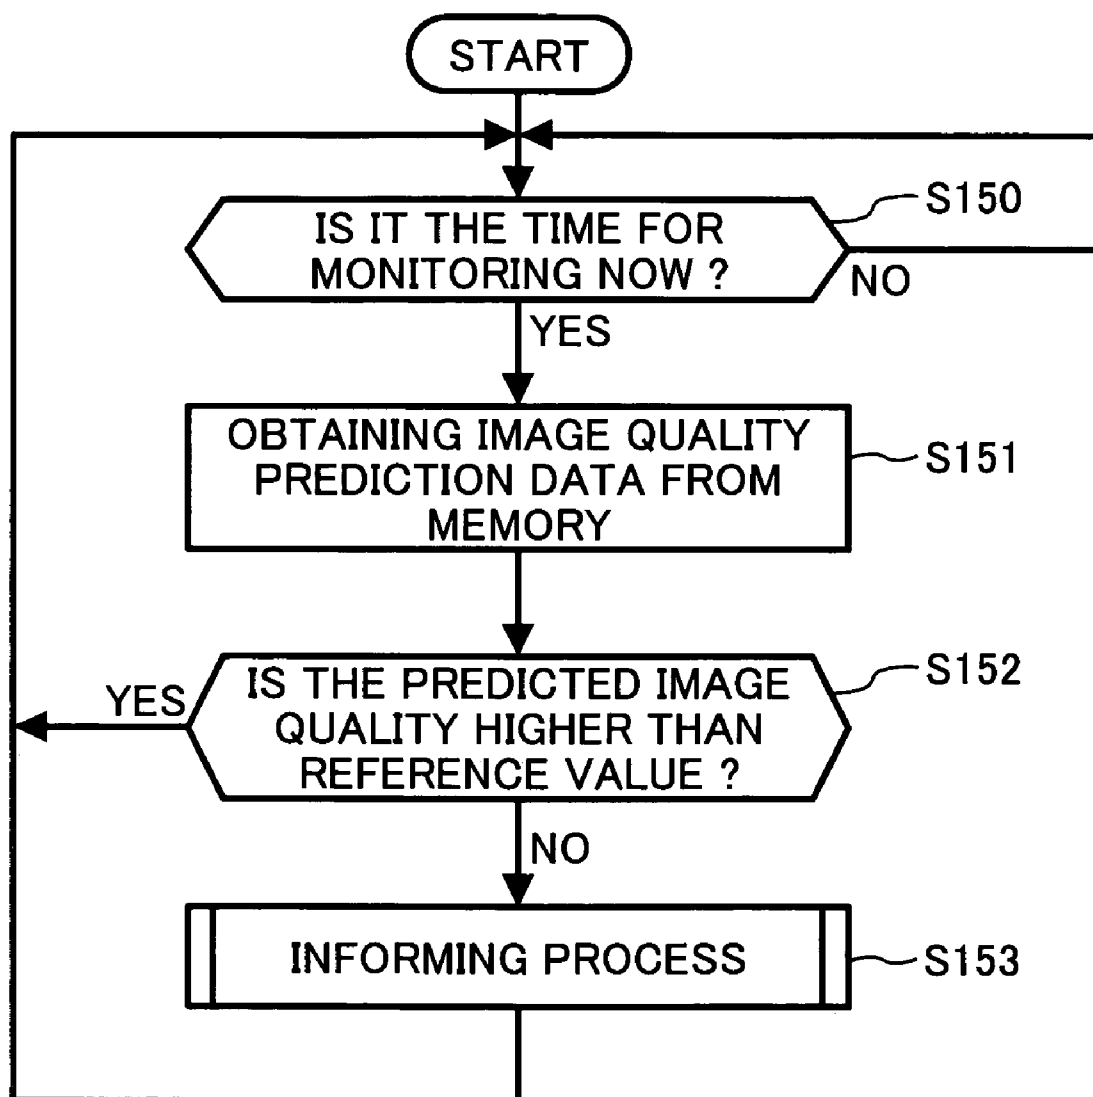 START
IS IT THE TIME FOR
MONITORING NOW ?
S150
NO
YES
OBTAINING IMAGE QUALITY
PREDICTION DATA FROM
MEMORY
S151
IS THE PREDICTED IMAGE
QUALITY HIGHER THAN
REFERENCE VALUE ?
S152
YES
NO
INFORMING PROCESS
S153